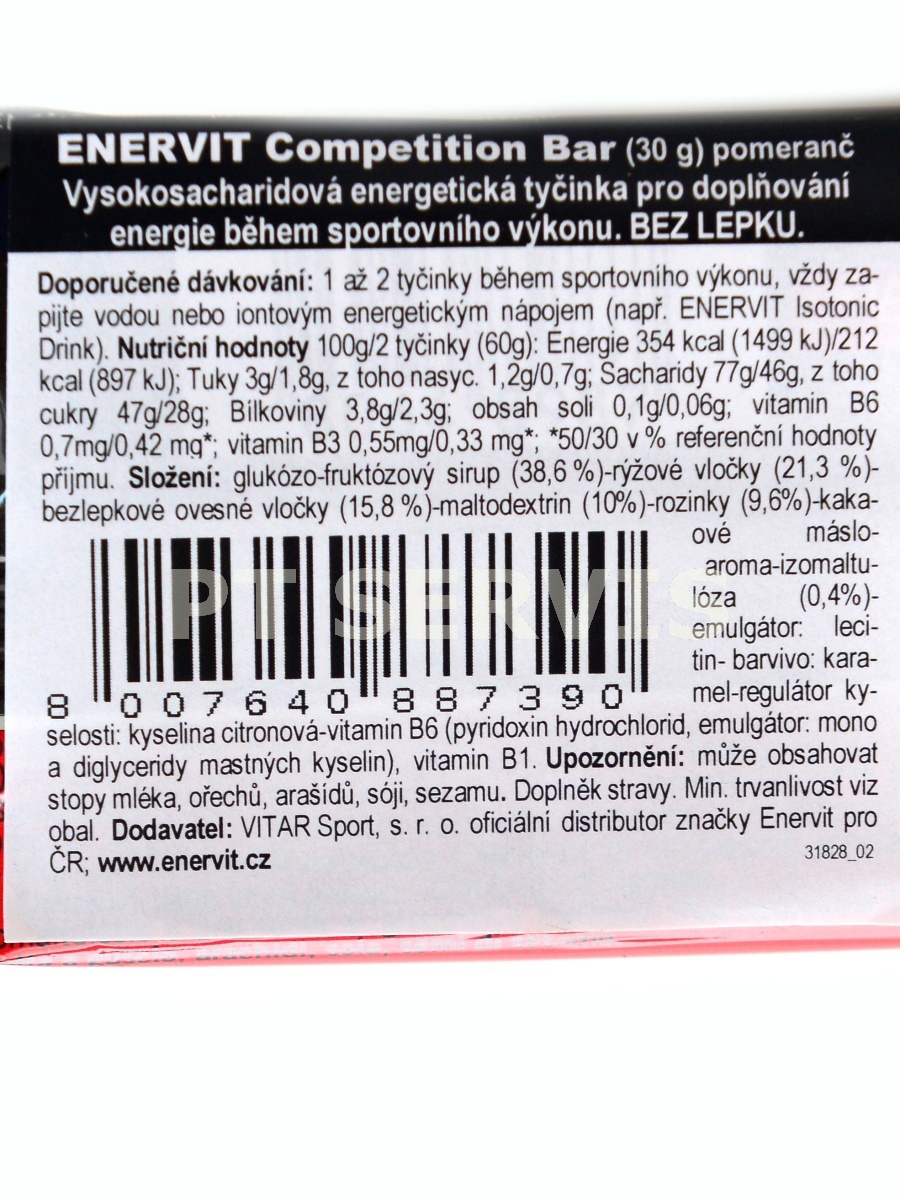 ENERVIT Competition Bar (30 g) pomeranč
Vysokosacharidová energetická tyčinka pro doplňování
energie během sportovního výkonu. BEZ LEPKU.
Doporučené dávkování: 1 až 2 tyčinky během sportovního výkonu, vždy za-
pijte vodou nebo iontovým energetickým nápojem (např. ENERVIT Isotonic
Drink). Nutriční hodnoty 100g/2 tyčinky (60g): Energie 354 kcal (1499 kJ)/212
kcal (897 kJ); Tuky 3g/1,8g, z toho nasyc. 1,2g/0,7g; Sacharidy 77g/46g, z toho
cukry 47g/28g; Bílkoviny 3,8g/2,3g; obsah soli 0,1g/0,06g; vitamin B6
0,7mg/0,42 mg*; vitamin B3 0,55mg/0,33 mg*; *50/30 v % referenční hodnoty
příjmu. Složení: glukózo-fruktózový sirup (38,6 %)-rýžové vločky (21,3 %)-
bezlepkové ovesné vločky (15,8 %)-maltodextrin (10%)-rozinky (9,6%)-kaka-
ové máslo-
aroma-izomaltu-
lóza (0,4%)-
emulgátor: leci-
tin- barvivo: kara-
mel-regulátor ky-
PT SERVIS
8 007640 887390
selosti: kyselina citronová-vitamin B6 (pyridoxin hydrochlorid, emulgátor: mono
a diglyceridy mastných kyselin), vitamin B1. Upozornění: může obsahovat
stopy mléka, ořechů, arašídů, sóji, sezamu. Doplněk stravy. Min. trvanlivost viz
obal. Dodavatel: VITAR Sport, s. r. o. oficiální distributor značky Enervit pro
ČR; www.enervit.cz
31828_02